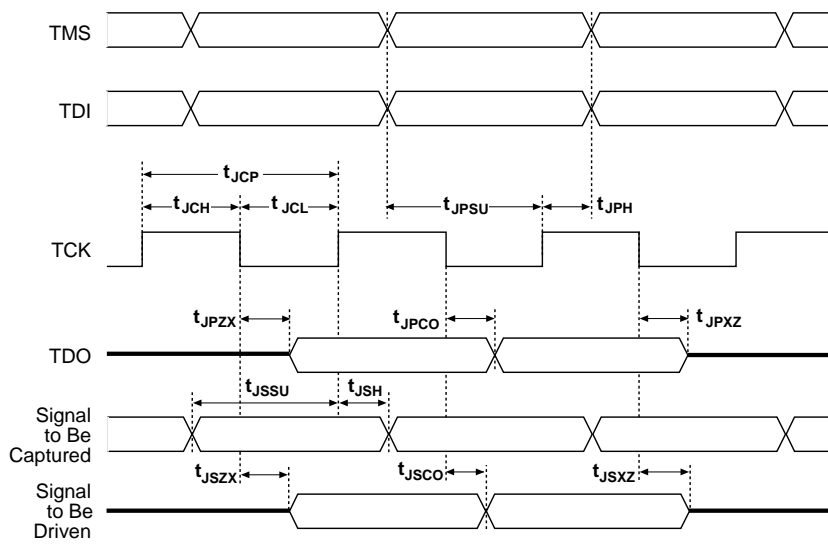 TMS
TDI
tJCP
tJCH tJCL tJPSU tJPH
TCK
tJPZX tJPCO tJPXZ
TDO
tJSSU tJSH
Signal
to Be
Captured
tJSZX tJSCO tJSXZ
Signal
to Be
Driven